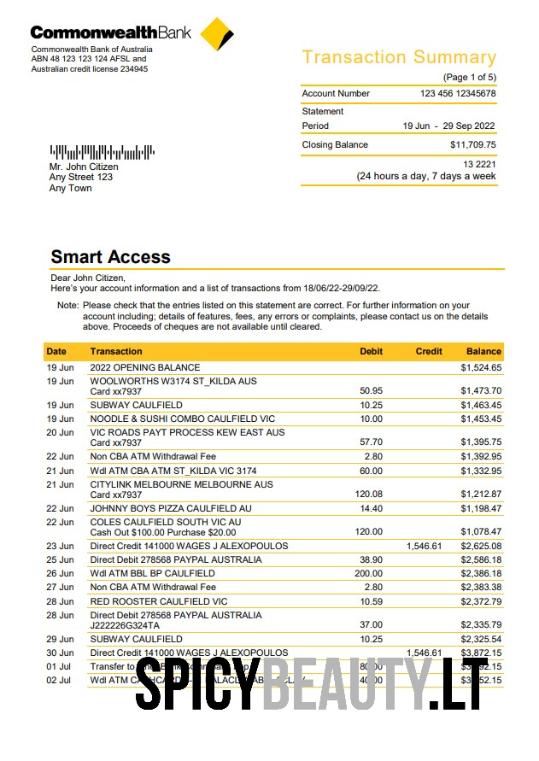 CommonwealthBank
Commonwealth Bank of Australia
ABN 48 123 123 124 AFSL and
Australian credit license 234945
Transaction Summary
(Page 1 of 5)
Account Number 123 456 12345678
Statement
Period 19 Jun - 29 Sep 2022
Closing Balance $11,709.75
13 2221
(24 hours a day, 7 days a week
Mr. John Citizen
Any Street 123
Any Town
Smart Access
Dear John Citizen,
Here's your account information and a list of transactions from 18/06/22-29/09/22.
Note: Please check that the entries listed on this statement are correct. For further information on your
account including; details of features, fees, any errors or complaints, please contact us on the details
above. Proceeds of cheques are not available until cleared.
Date Transaction Debit Credit Balance
19 Jun 2022 OPENING BALANCE $1,524.65
19 Jun WOOLWORTHS W3174 ST_KILDA AUS
Card xx7937 50.95 $1,473.70
19 Jun SUBWAY CAULFIELD 10.25 $1,463.45
19 Jun NOODLE & SUSHI COMBO CAULFIELD VIC 10.00 $1,453.45
20 Jun VIC ROADS PAYT PROCESS KEW EAST AUS
Card xx7937 57.70 $1,395.75
22 Jun Non CBA ATM Withdrawal Fee 2.80 $1,392.95
21 Jun Wdl ATM CBA ATM ST_KILDA VIC 3174 60.00 $1,332.95
21 Jun CITYLINK MELBOURNE MELBOURNE AUS
Card xx7937 120.08 $1,212.87
22 Jun JOHNNY BOYS PIZZA CAULFIELD AU 14.40 $1,198.47
22 Jun COLES CAULFIELD SOUTH VIC AU
Cash Out $100.00 Purchase $20.00 120.00 $1,078.47
23 Jun Direct Credit 141000 WAGES J ALEXOPOULOS 1,546.61 $2,625.08
25 Jun Direct Debit 278568 PAYPAL AUSTRALIA 38.90 $2,586.18
26 Jun Wdl ATM BBL BP CAULFIELD 200.00 $2,386.18
27 Jun Non CBA ATM Withdrawal Fee 2.80 $2,383.38
28 Jun RED ROOSTER CAULFIELD VIC 10.59 $2,372.79
28 Jun Direct Debit 278568 PAYPAL AUSTRALIA
J222226G324TA 37.00 $2,335.79
29 Jun SUBWAY CAULFIELD 10.25 $2,325.54
30 Jun Direct Credit 141000 WAGES J ALEXOPOULOS 1,546.61 $3,872.15
01 Jul Transfer to
02 Jul Wdl ATM
SPICYBEAUTY.LT